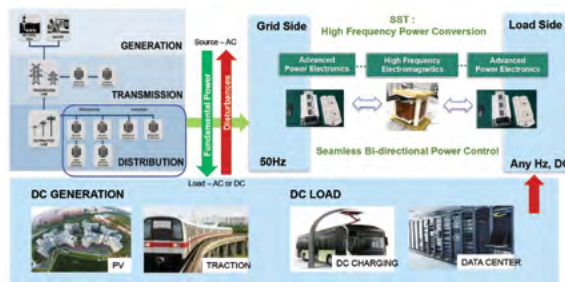 GENERATION
TRANSMISSION
DISTRIBUTION
Source – AC
Fundamental Power
Disturbances
Load – AC or DC
Grid Side
SST :
High Frequency Power Conversion
Load Side
Advanced
Power Electronics
High Frequency
Electromagnetics
Advanced
Power Electronics
50Hz
Seamless Bi-directional Power Control
Any Hz, DC
DC GENERATION
DC LOAD
PV
TRACTION
DC CHARGING
DATA CENTER